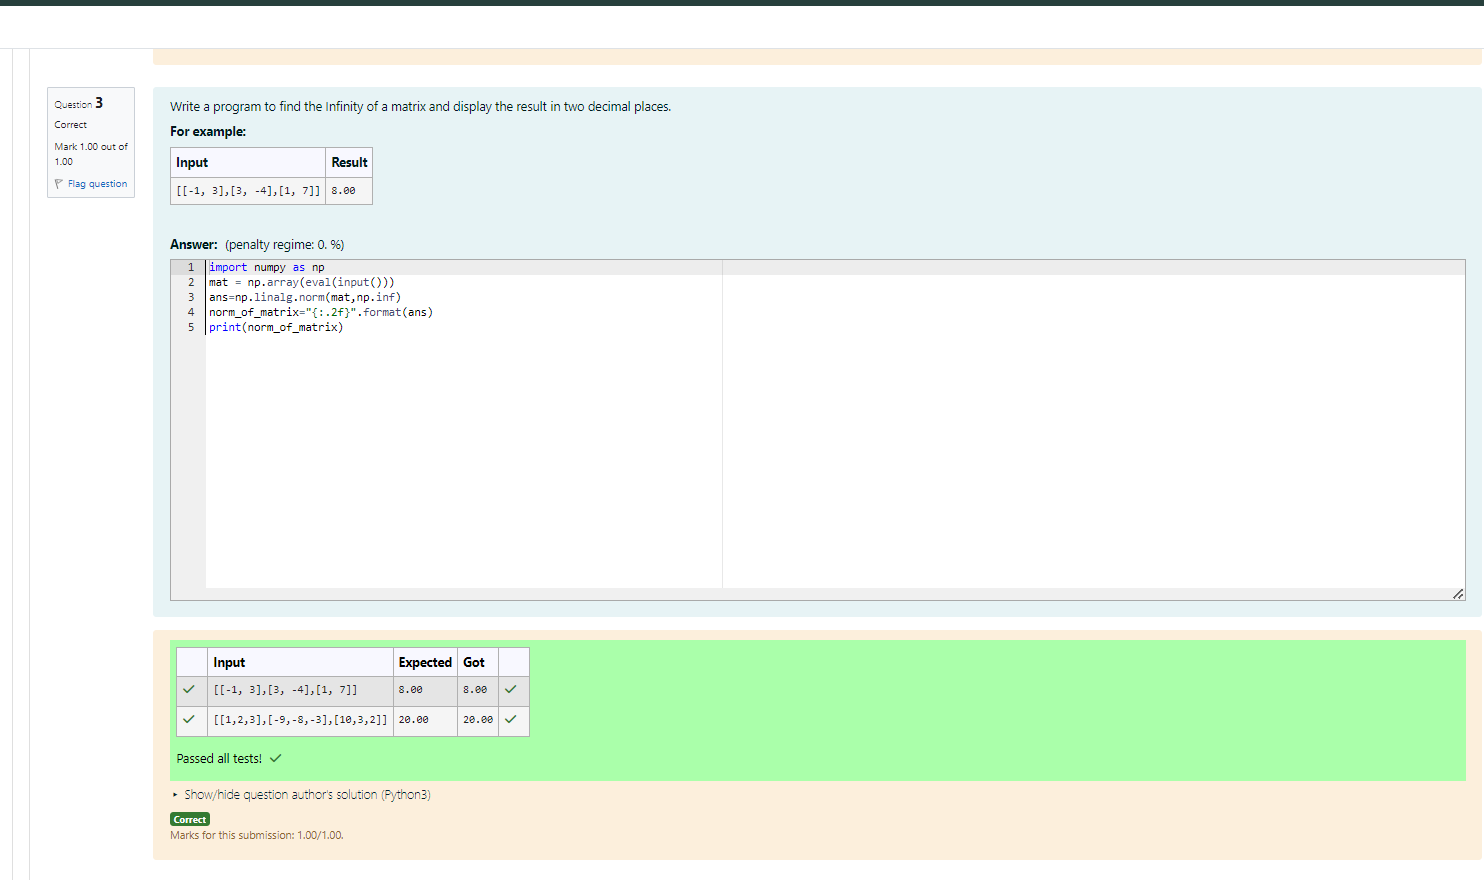 Question 3
Correct
Mark 1.00 out of
1.00
Flag question
Write a program to find the Infinity of a matrix and display the result in two decimal places.
For example:
Input Result
[[-1, 3],[3, -4],[1, 7]] 8.00
Answer: (penalty regime: 0. %)
1 import numpy as np
2 mat = np.array(eval(input()))
3 ans=np.linalg.norm(mat,np.inf)
4 norm_of_matrix="{:.2f}".format(ans)
5 print(norm_of_matrix)
Input Expected Got
[[-1, 3],[3, -4],[1, 7]] 8.00 8.00
[[1,2,3],[-9,-8,-3],[10,3,2]] 20.00 20.00
Passed all tests!
Show/hide question author's solution (Python3)
Correct
Marks for this submission: 1.00/1.00.